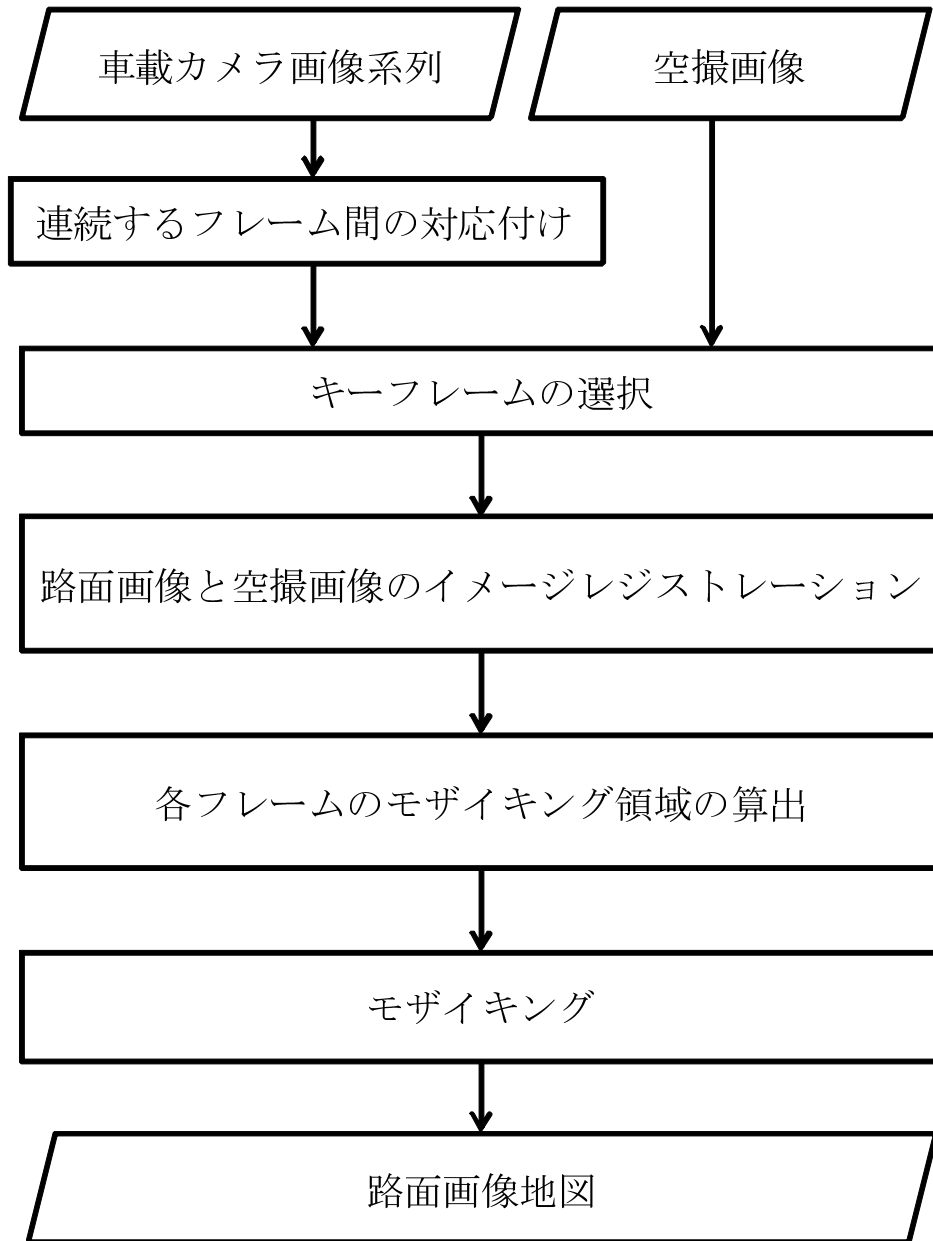 車載カメラ画像系列
空撮画像
連続するフレーム間の対応付け
キーフレームの選択
路面画像と空撮画像のイメージレジストレーション
各フレームのモザイキング領域の算出
モザイキング
路面画像地図